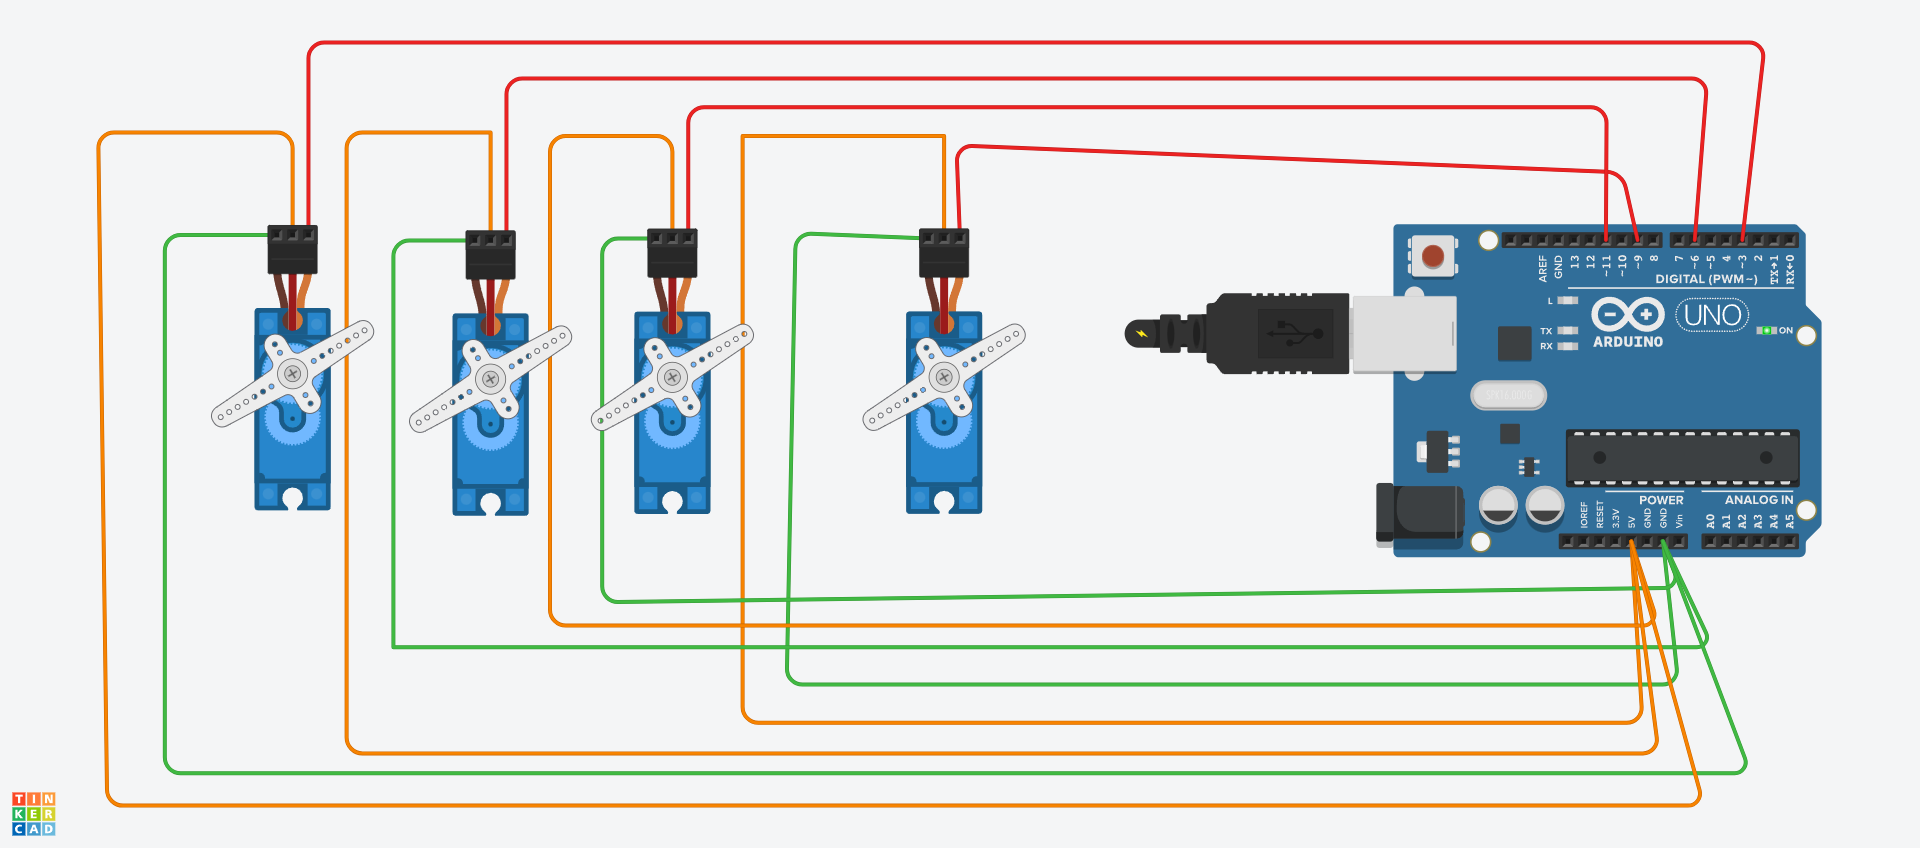 AREF
GND
13
12
~11
~10
~9
8
7
~6
~5
4
~3
2
TX→1
RX←0
DIGITAL (PWM~)
L
TX
RX
UNO
ARDUINO
ON
POWER
ANALOG IN
IOREF
RESET
3.3V
5V
GND
GND
Vin
A0
A1
A2
A3
A4
A5
TIN
KER
CAD